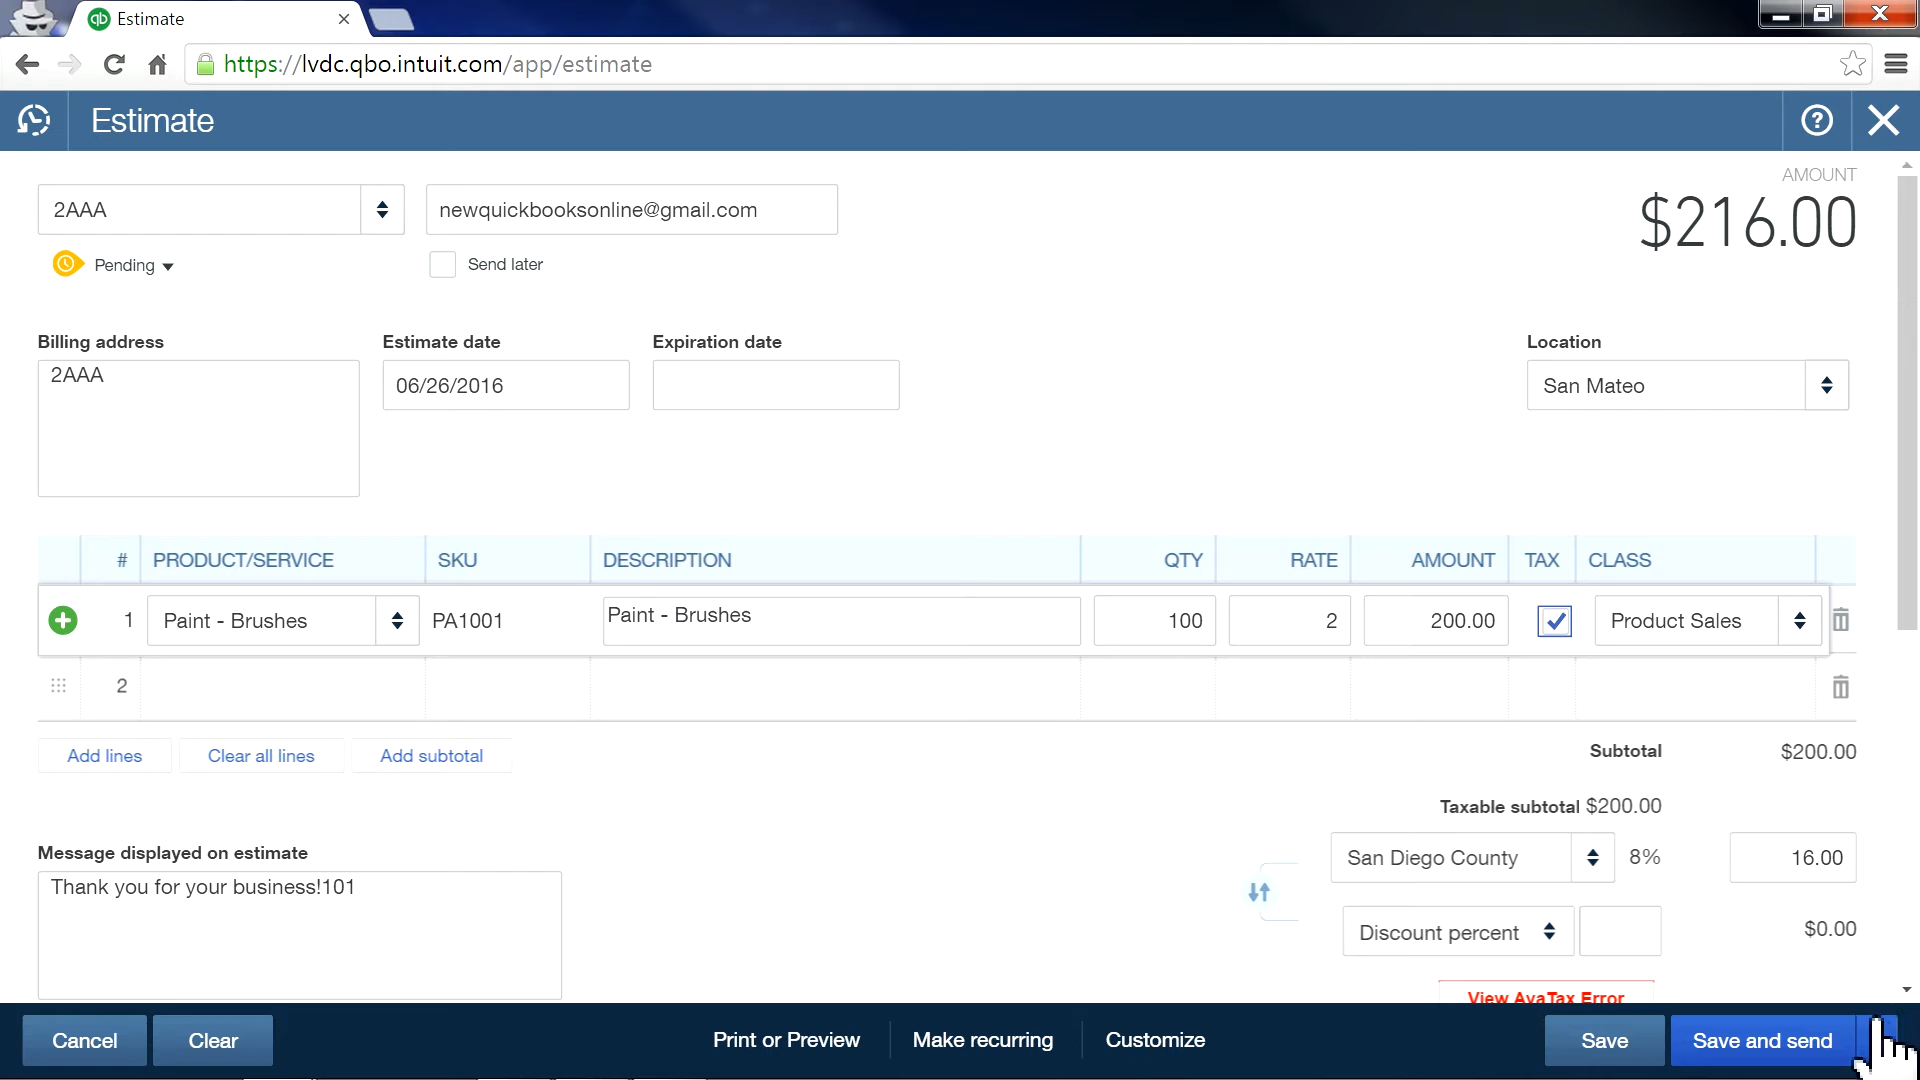 Estimate
https://lvdc.qbo.intuit.com/app/estimate
Estimate
AMOUNT
$216.00
2AAA
newquickbooksonline@gmail.com
Pending
Send later
Billing address
Estimate date
Expiration date
Location
2AAA
06/26/2016
San Mateo
# PRODUCT/SERVICE SKU DESCRIPTION QTY RATE AMOUNT TAX CLASS
1 Paint - Brushes PA1001 Paint - Brushes 100 2 200.00 Product Sales
2
Add lines Clear all lines Add subtotal
Subtotal $200.00
Taxable subtotal $200.00
Message displayed on estimate
Thank you for your business!101
San Diego County 8% 16.00
Discount percent $0.00
View AvaTax Error
Cancel Clear Print or Preview Make recurring Customize Save Save and send